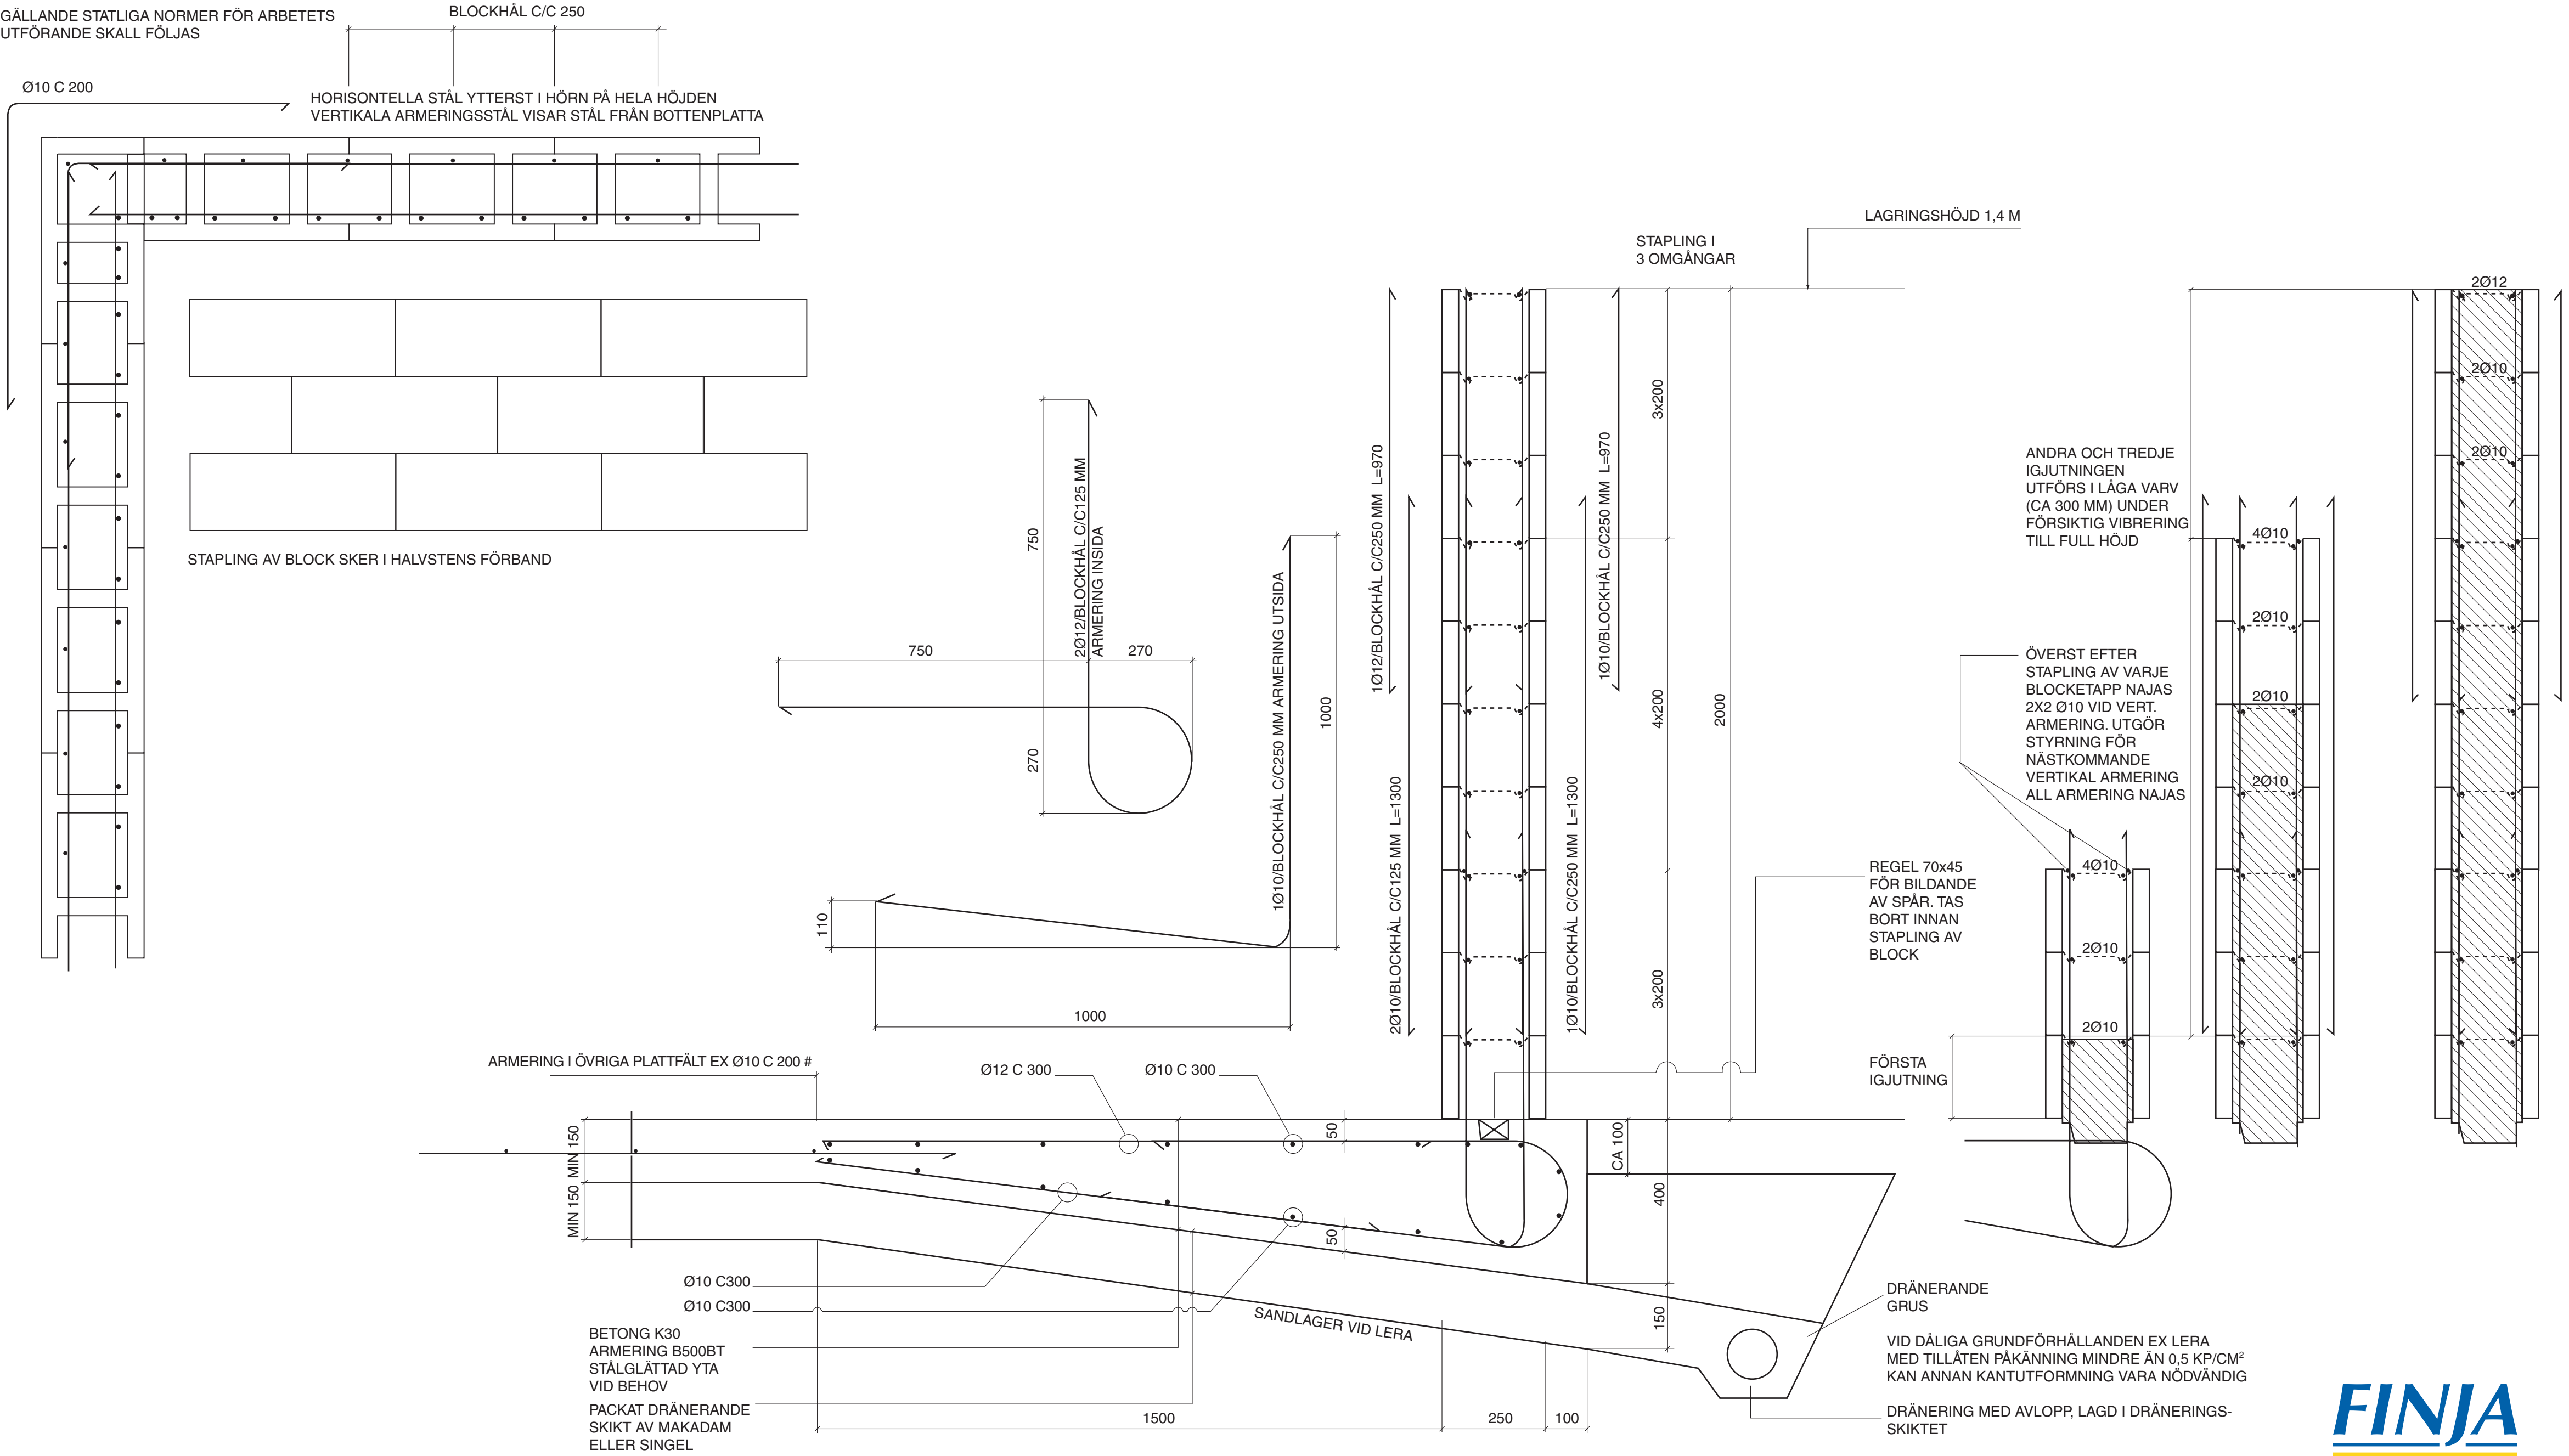 GÄLLANDE STATLIGA NORMER FÖR ARBETETS
UTFÖRANDE SKALL FÖLJAS
BLOCKHÅL C/C 250
Ø10 C 200
HORISONTELLA STÅL YTTERST I HÖRN PÅ HELA HÖJDEN
VERTIKALA ARMERINGSSTÅL VISAR STÅL FRÅN BOTTENPLATTA
STAPLING AV BLOCK SKER I HALVSTENS FÖRBAND
750
270
750
270
2Ø12/BLOCKHÅL C/C125 MM
ARMERING INSIDA
1Ø10/BLOCKHÅL C/C250 MM ARMERING UTSIDA
1000
110
1000
STAPLING I
3 OMGÅNGAR
LAGRINGSHÖJD 1,4 M
1Ø12/BLOCKHÅL C/C250 MM L=970
1Ø10/BLOCKHÅL C/C250 MM L=970
2Ø10/BLOCKHÅL C/C125 MM L=1300
1Ø10/BLOCKHÅL C/C250 MM L=1300
3x200
4x200
2000
3x200
ANDRA OCH TREDJE
IGJUTNINGEN
UTFÖRS I LÅGA VARV
(CA 300 MM) UNDER
FÖRSIKTIG VIBRERING
TILL FULL HÖJD
ÖVERST EFTER
STAPLING AV VARJE
BLOCKETAPP NAJAS
2X2 Ø10 VID VERT.
ARMERING. UTGÖR
STYRNING FÖR
NÄSTKOMMANDE
VERTIKAL ARMERING
ALL ARMERING NAJAS
REGEL 70x45
FÖR BILDANDE
AV SPÅR. TAS
BORT INNAN
STAPLING AV
BLOCK
FÖRSTA
IGJUTNING
4Ø10
2Ø10
2Ø10
4Ø10
2Ø10
2Ø10
2Ø10
2Ø12
2Ø10
2Ø10
ARMERING I ÖVRIGA PLATTFÄLT EX Ø10 C 200 #
Ø12 C 300
Ø10 C 300
MIN 150
MIN 150
50
50
CA 100
400
150
Ø10 C300
Ø10 C300
SANDLAGER VID LERA
BETONG K30
ARMERING B500BT
STÅLGLÄTTAD YTA
VID BEHOV
PACKAT DRÄNERANDE
SKIKT AV MAKADAM
ELLER SINGEL
1500
250
100
DRÄNERANDE
GRUS
VID DÅLIGA GRUNDFÖRHÅLLANDEN EX LERA
MED TILLÅTEN PÅKÄNNING MINDRE ÄN 0,5 KP/CM²
KAN ANNAN KANTUTFORMNING VARA NÖDVÄNDIG
DRÄNERING MED AVLOPP, LAGD I DRÄNERINGS-
SKIKTET
FINJA